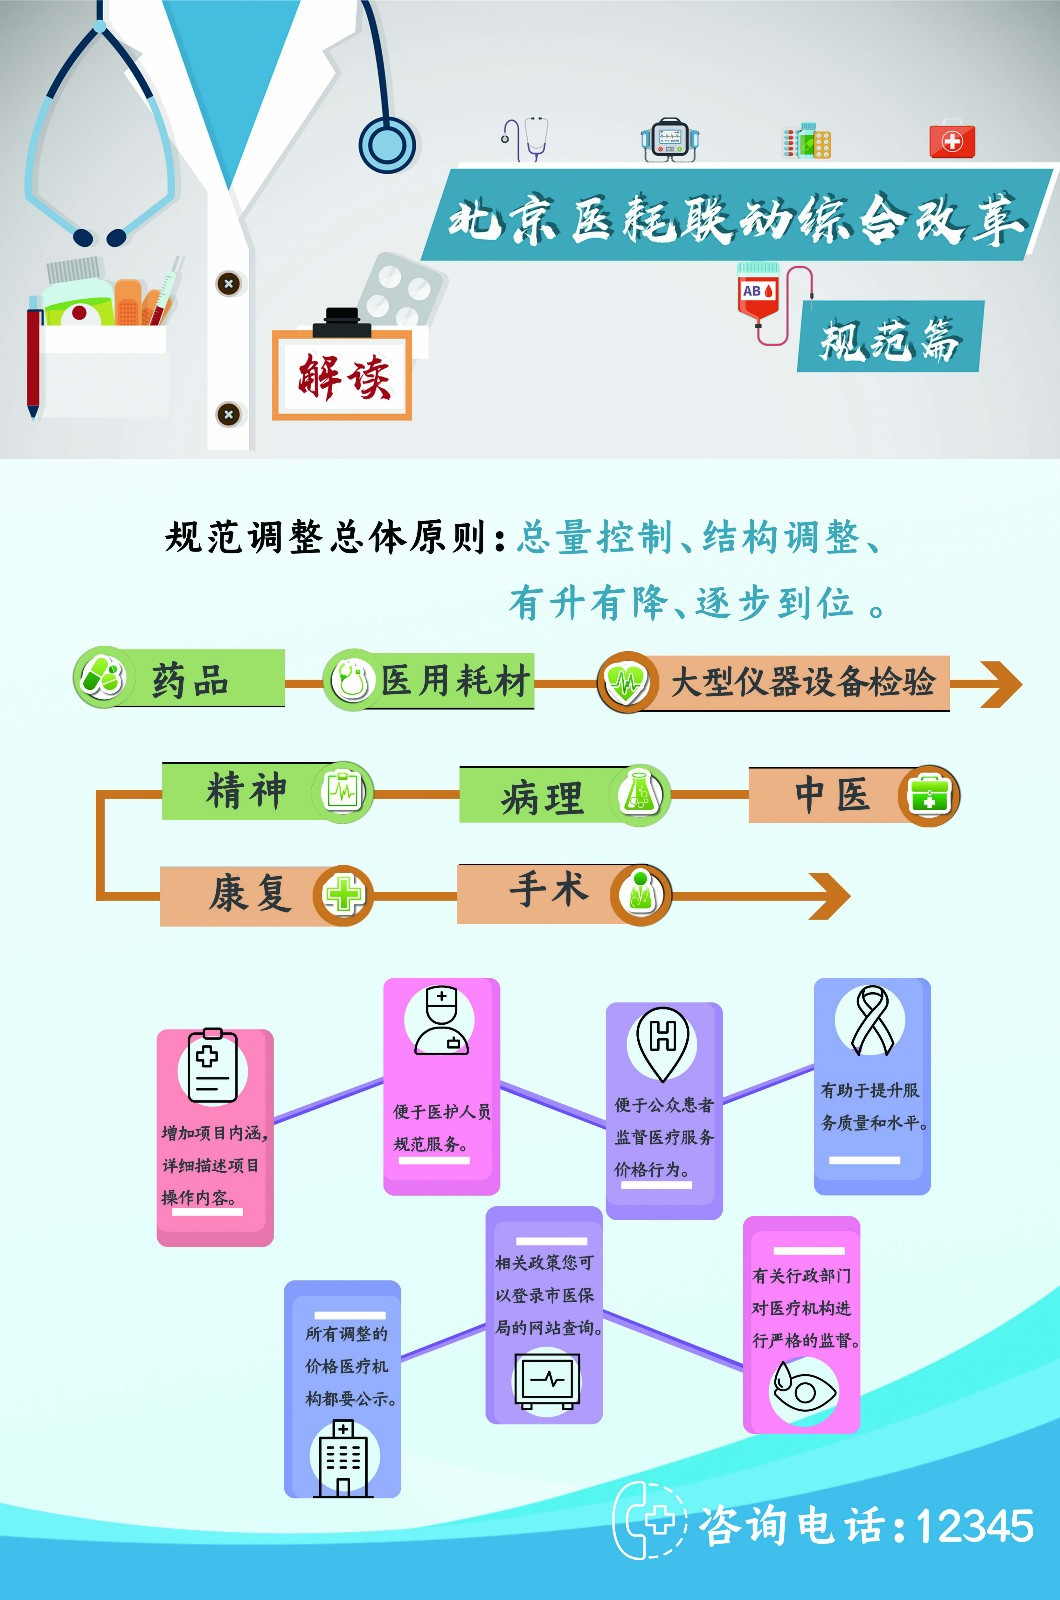 北京医耗联动综合改革
AB
规范篇
解读
规范调整总体原则：总量控制、结构调整、
有升有降、逐步到位。
药品
医用耗材
大型仪器设备检验
精神
病理
中医
康复
手术
增加项目内涵，
详细描述项目
操作内容。
便于医护人员
规范服务。
便于公众患者
监督医疗服务
价格行为。
有助于提升服
务质量和水平。
所有调整的
价格医疗机
构都要公示。
相关政策您可
以登录市医保
局的网站查询。
有关行政部门
对医疗机构进
行严格的监督。
咨询电话：12345